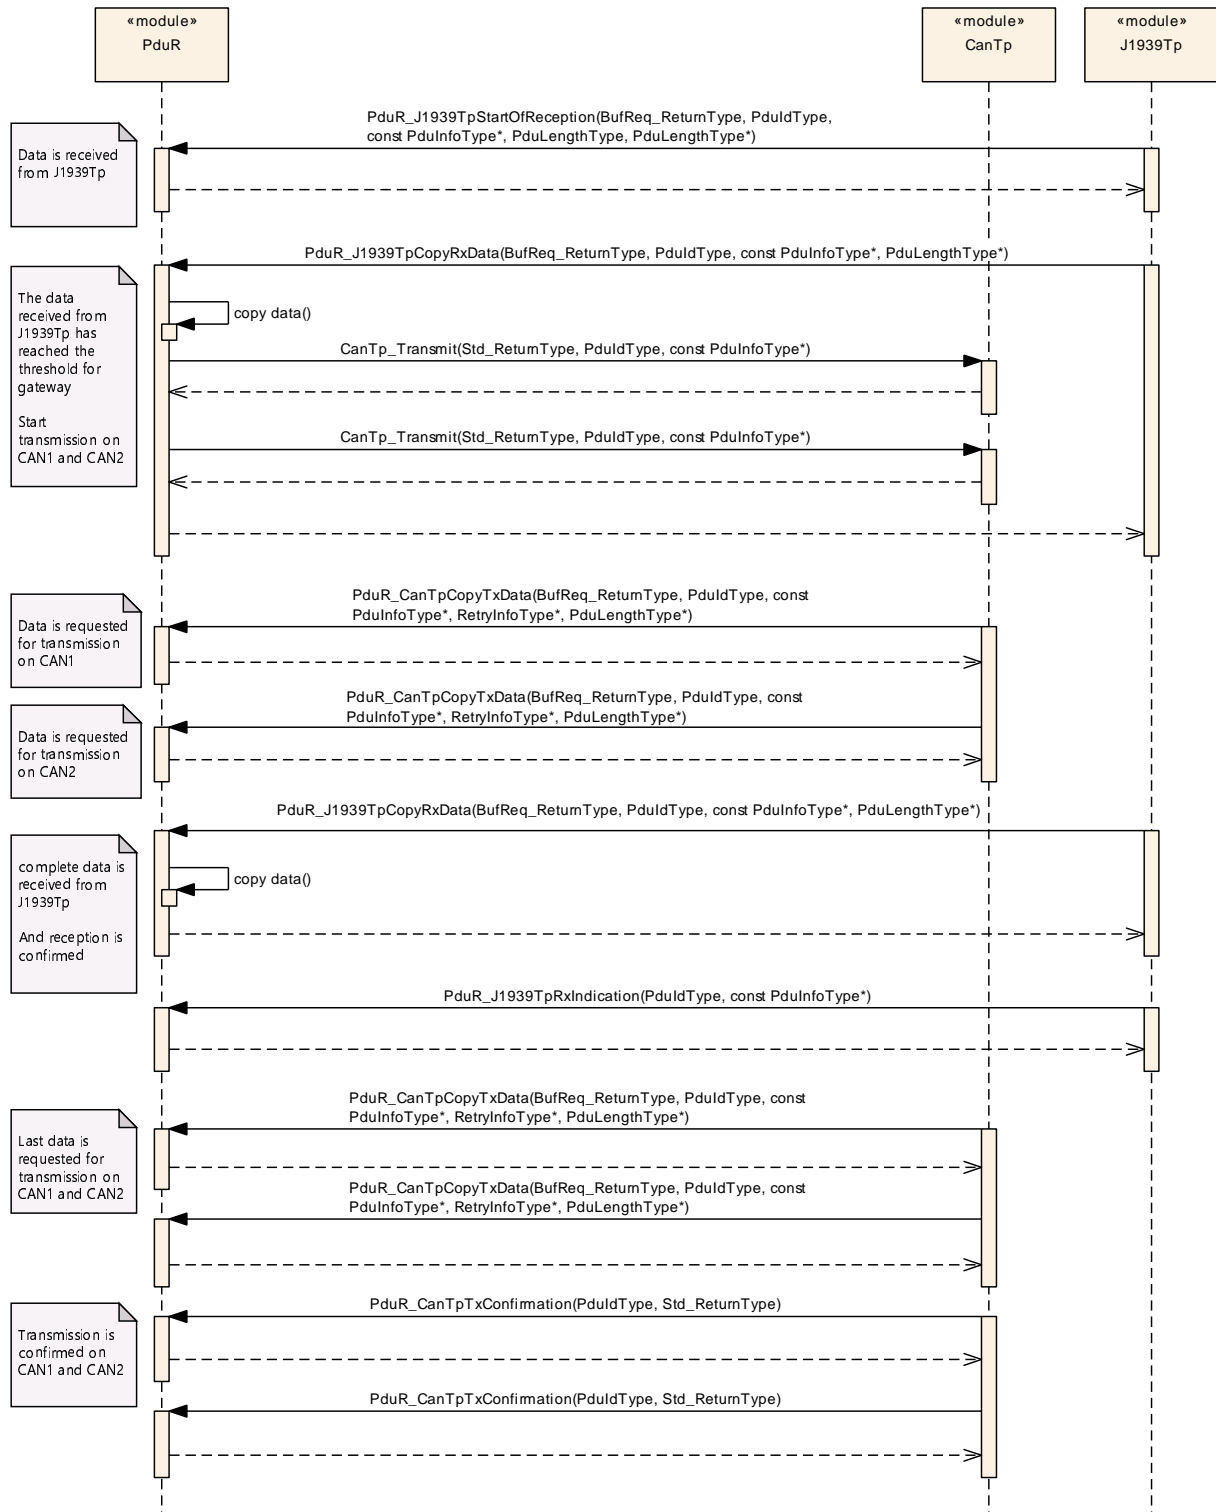 «module»
PduR
«module»
CanTp
«module»
J1939Tp
PduR_J1939TpStartOfReception(BufReq_ReturnType, PduIdType,
const PduInfoType*, PduLengthType, PduLengthType*)
Data is received
from J1939Tp
PduR_J1939TpCopyRxData(BufReq_ReturnType, PduIdType, const PduInfoType*, PduLengthType*)
The data
received from
J1939Tp has
reached the
threshold for
gateway
Start
transmission on
CAN1 and CAN2
copy data()
CanTp_Transmit(Std_ReturnType, PduIdType, const PduInfoType*)
CanTp_Transmit(Std_ReturnType, PduIdType, const PduInfoType*)
PduR_CanTpCopyTxData(BufReq_ReturnType, PduIdType, const
PduInfoType*, RetryInfoType*, PduLengthType*)
Data is requested
for transmission
on CAN1
PduR_CanTpCopyTxData(BufReq_ReturnType, PduIdType, const
PduInfoType*, RetryInfoType*, PduLengthType*)
Data is requested
for transmission
on CAN2
PduR_J1939TpCopyRxData(BufReq_ReturnType, PduIdType, const PduInfoType*, PduLengthType*)
complete data is
received from
J1939Tp
And reception is
confirmed
copy data()
PduR_J1939TpRxIndication(PduIdType, const PduInfoType*)
PduR_CanTpCopyTxData(BufReq_ReturnType, PduIdType, const
PduInfoType*, RetryInfoType*, PduLengthType*)
Last data is
requested for
transmission on
CAN1 and CAN2
PduR_CanTpCopyTxData(BufReq_ReturnType, PduIdType, const
PduInfoType*, RetryInfoType*, PduLengthType*)
PduR_CanTpTxConfirmation(PduIdType, Std_ReturnType)
Transmission is
confirmed on
CAN1 and CAN2
PduR_CanTpTxConfirmation(PduIdType, Std_ReturnType)